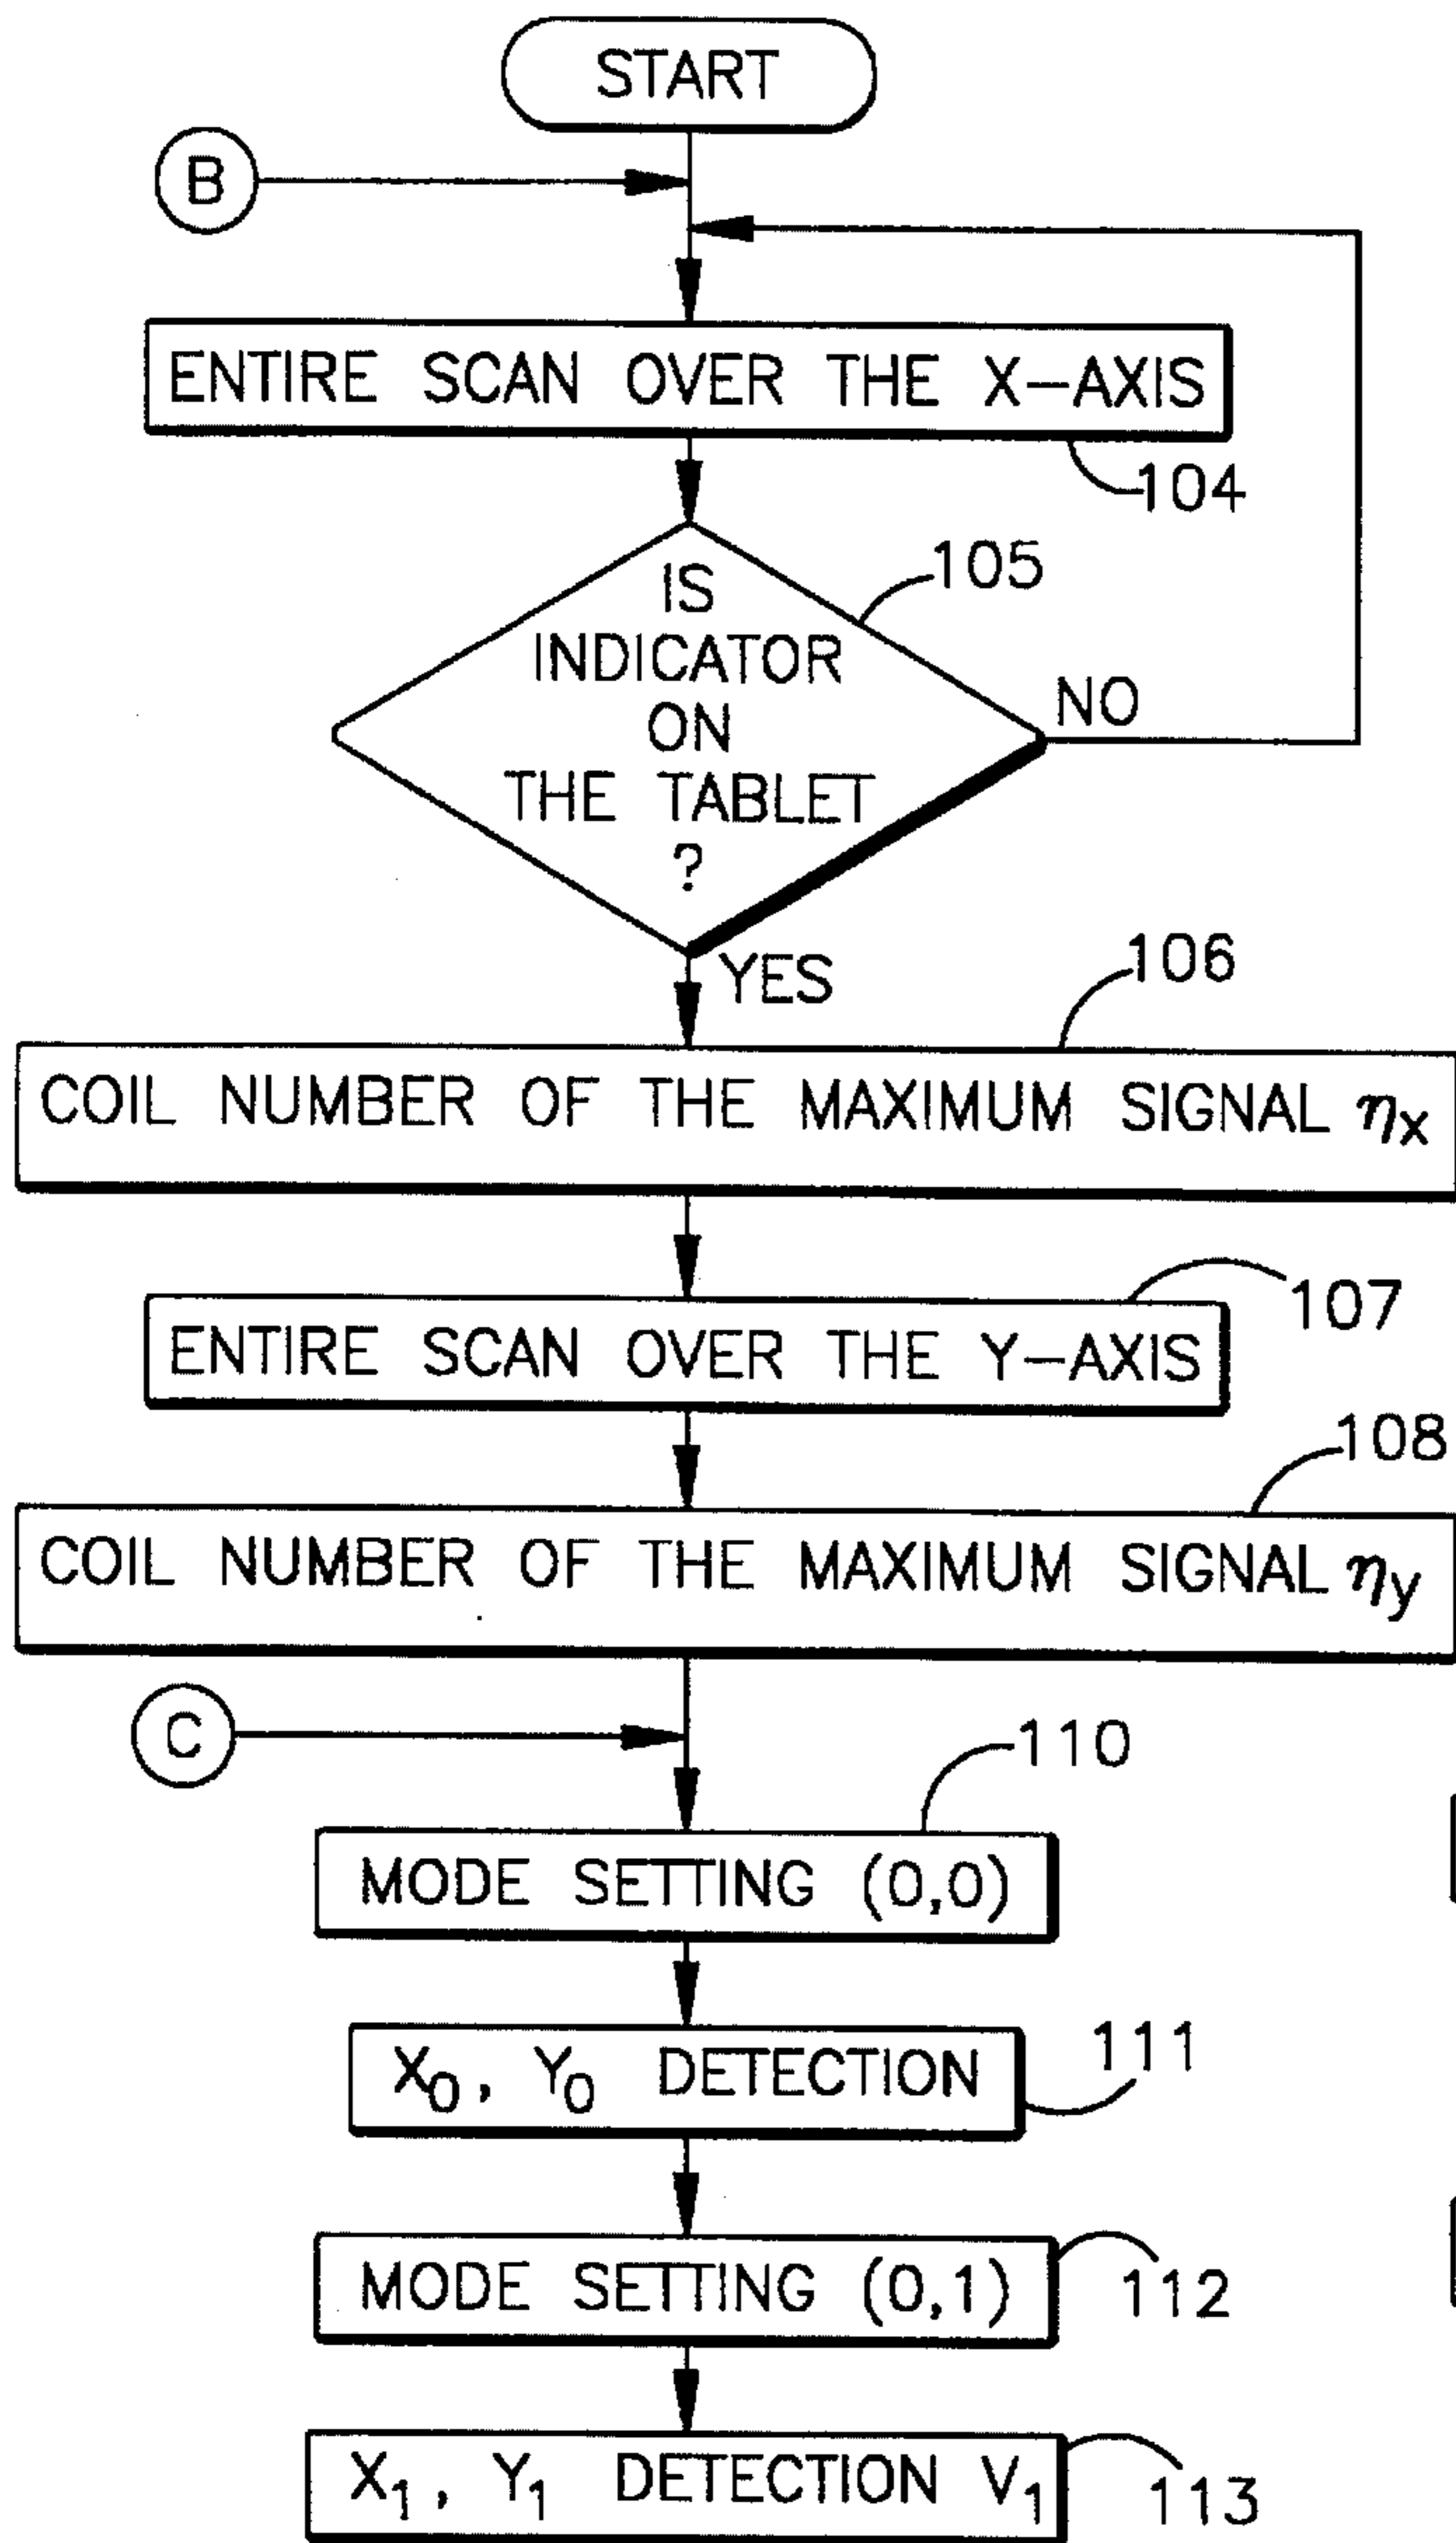 START
B
ENTIRE SCAN OVER THE X-AXIS
104
105
IS
INDICATOR
ON
THE TABLET
?
NO
YES
106
COIL NUMBER OF THE MAXIMUM SIGNAL ηx
107
ENTIRE SCAN OVER THE Y-AXIS
108
COIL NUMBER OF THE MAXIMUM SIGNAL ηy
C
110
MODE SETTING (0,0)
X0, Y0 DETECTION
111
MODE SETTING (0,1)
112
X1, Y1 DETECTION V1
113